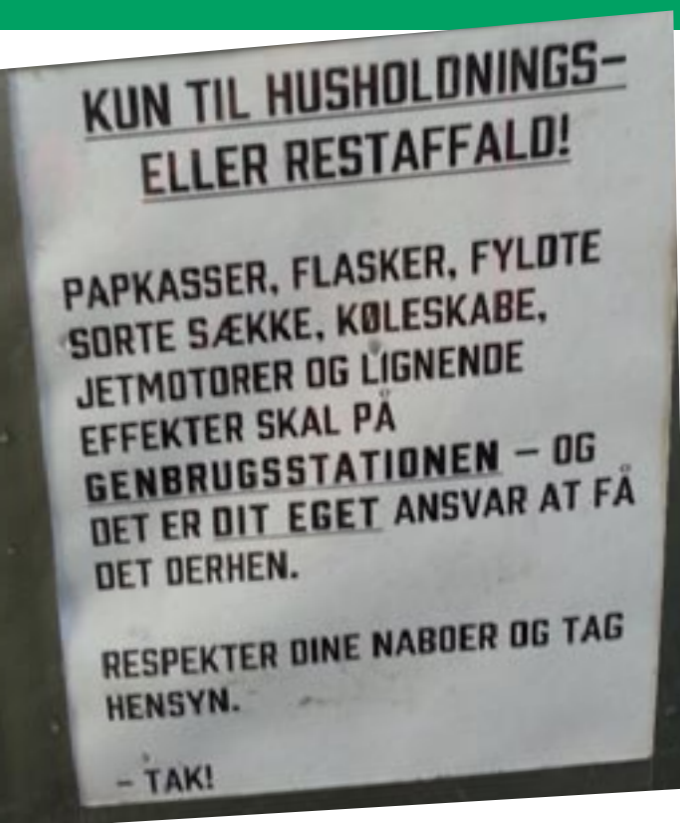 KUN TIL HUSHOLDNINGS-
ELLER RESTAFFALD!
PAPKASSER, FLASKER, FYLDTE
SORTE SÆKKE, KØLESKABE,
JETMOTORER OG LIGNENDE
EFFEKTER SKAL PÅ
GENBRUGSSTATIONEN – OG
DET ER DIT EGET ANSVAR AT FÅ
DET DERHEN.
RESPEKTER DINE NABOER OG TAG
HENSYN.
– TAK!